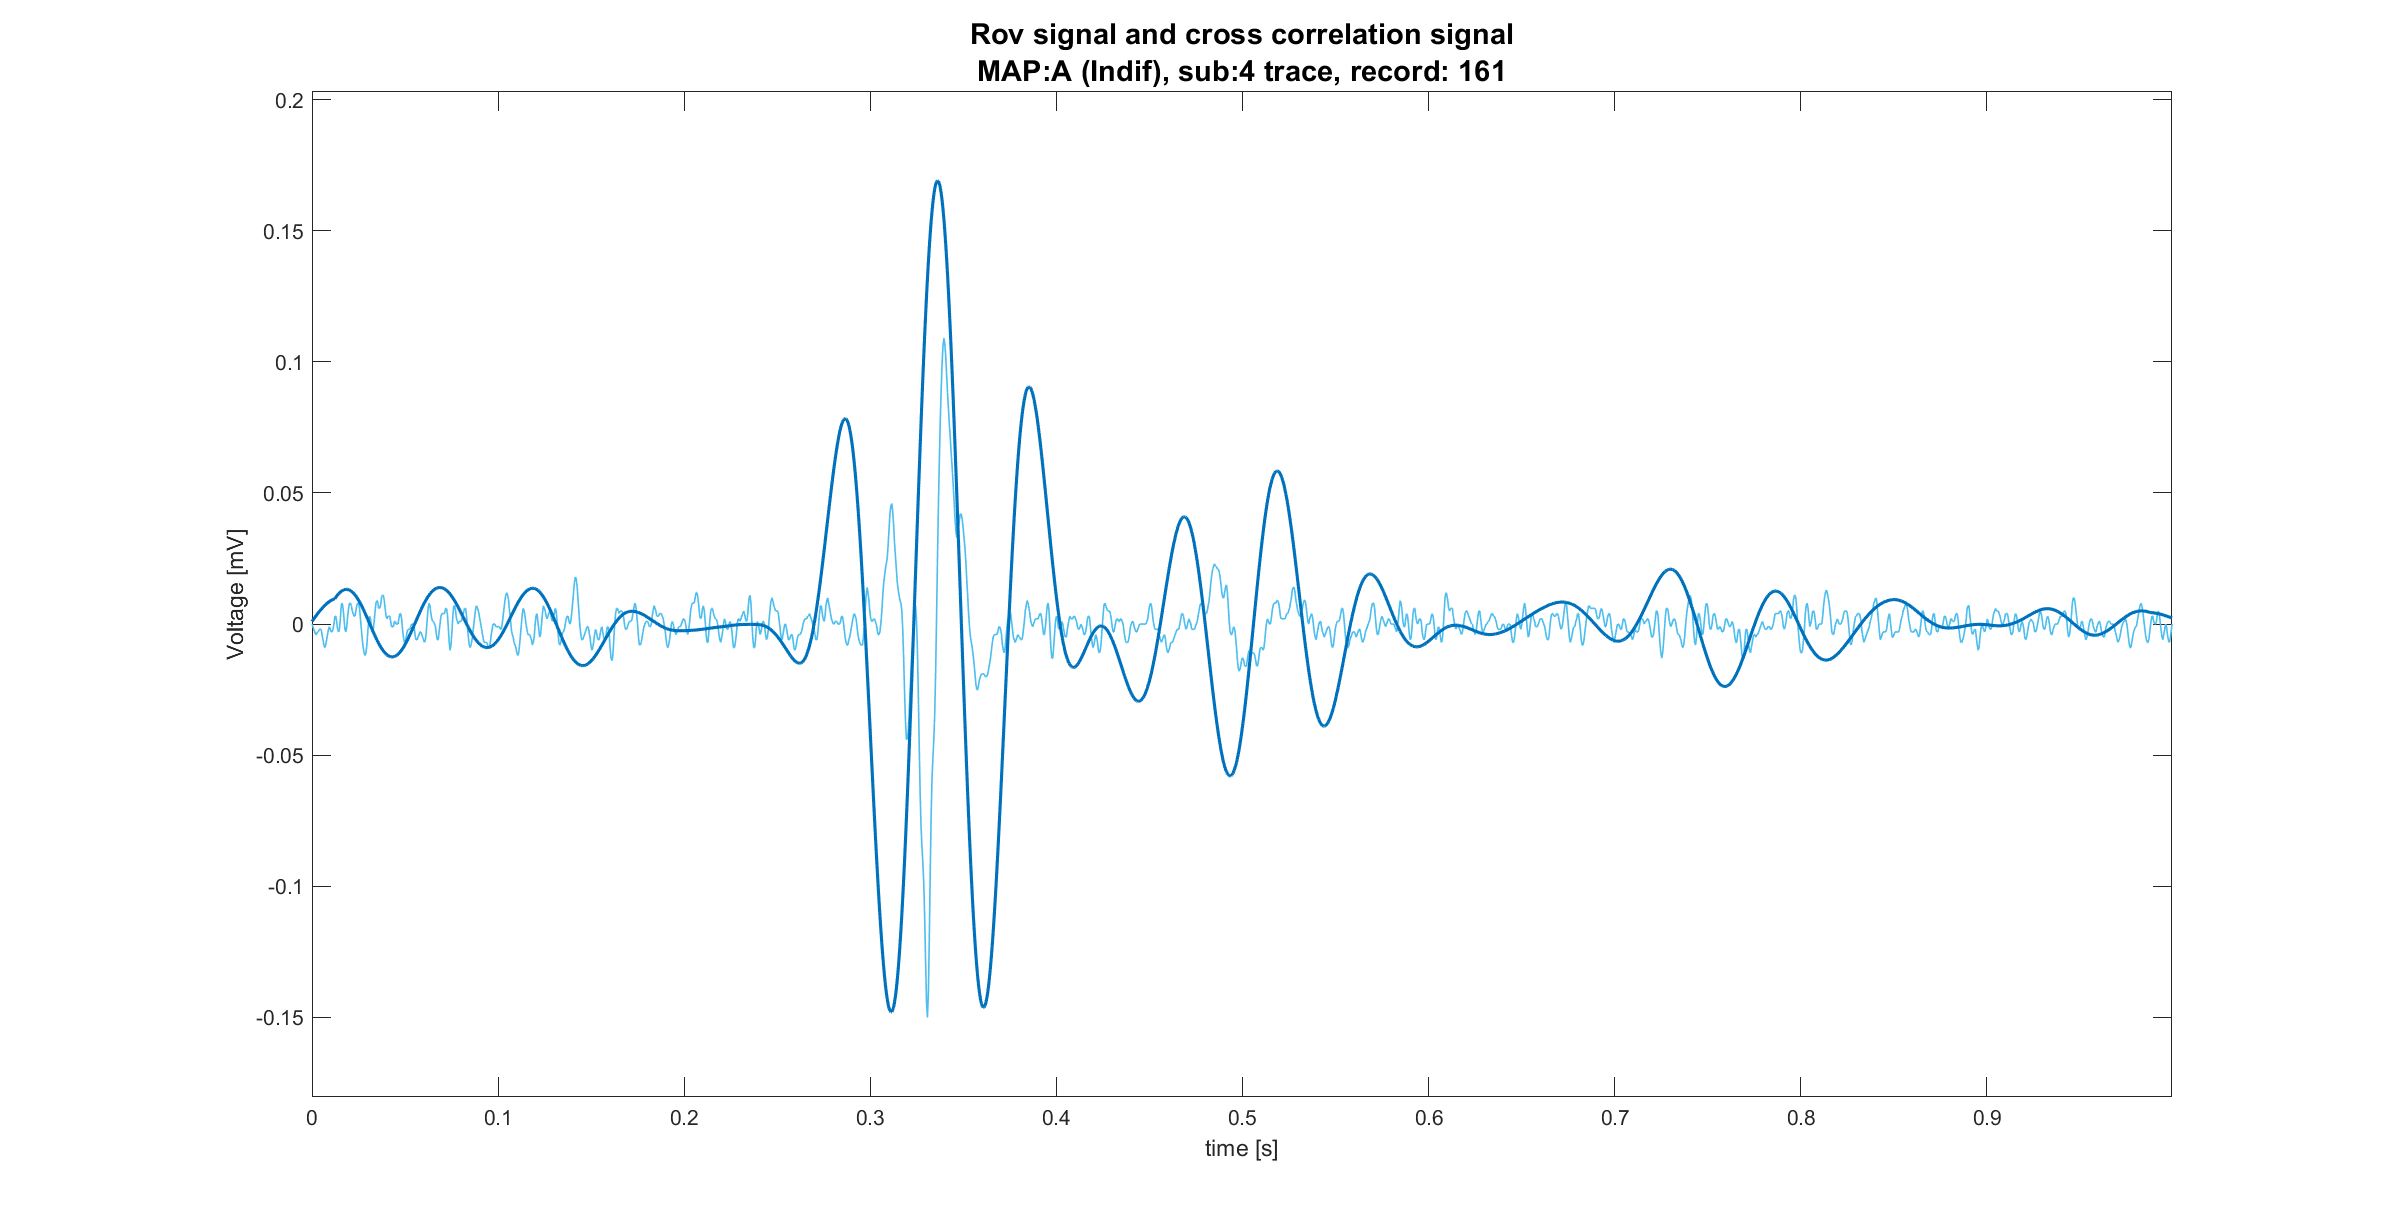 Rov signal and cross correlation signal
MAP:A (Indif), sub:4 trace, record: 161
0.2
0.15
0.1
0.05
0
-0.05
-0.1
-0.15
Voltage [mV]
0 0.1 0.2 0.3 0.4 0.5 0.6 0.7 0.8 0.9
time [s]